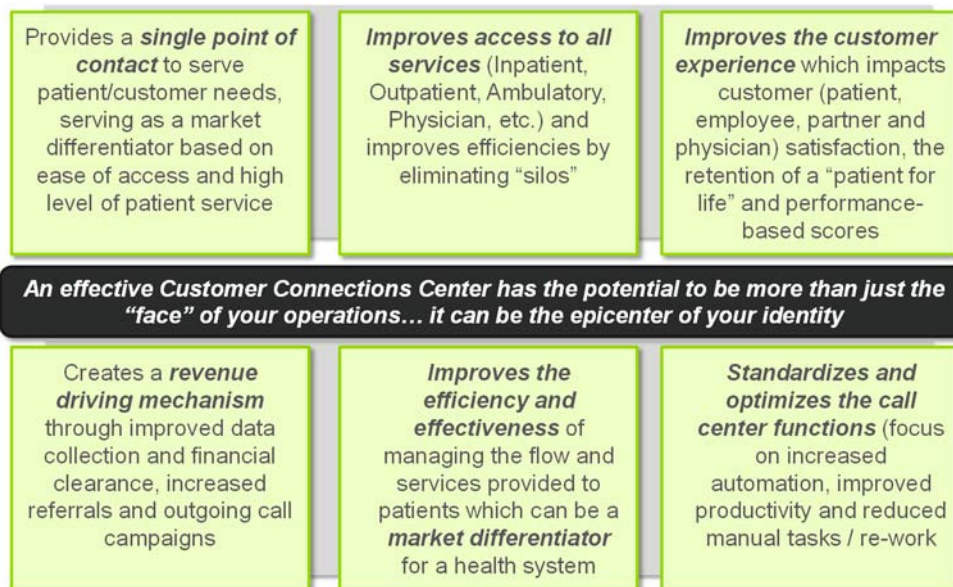 Provides a single point of
contact to serve
patient/customer needs,
serving as a market
differentiator based on
ease of access and high
level of patient service
Improves access to all
services (Inpatient,
Outpatient, Ambulatory,
Physician, etc.) and
improves efficiencies by
eliminating “silos”
Improves the customer
experience which impacts
customer (patient,
employee, partner and
physician) satisfaction, the
retention of a “patient for
life” and performance-
based scores
An effective Customer Connections Center has the potential to be more than just the
“face” of your operations… it can be the epicenter of your identity
Creates a revenue
driving mechanism
through improved data
collection and financial
clearance, increased
referrals and outgoing call
campaigns
Improves the
efficiency and
effectiveness of
managing the flow and
services provided to
patients which can be a
market differentiator
for a health system
Standardizes and
optimizes the call
center functions (focus
on increased
automation, improved
productivity and reduced
manual tasks / re-work